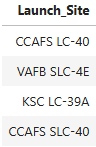 Launch_Site
CCAFS LC-40
VAFB SLC-4E
KSC LC-39A
CCAFS SLC-40